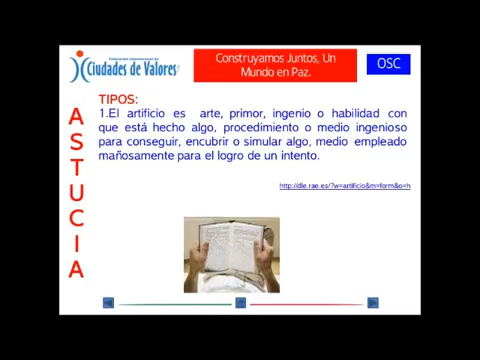 Ciudades de Valores
Construyamos Juntos, Un
Mundo en Paz.
OSC
ASTUCIA
TIPOS:
1.El artificio es arte, primor, ingenio o habilidad con
que está hecho algo, procedimiento o medio ingenioso
para conseguir, encubrir o simular algo, medio empleado
mañosamente para el logro de un intento.
http://dle.rae.es/?w=artificio&m=form&o=h